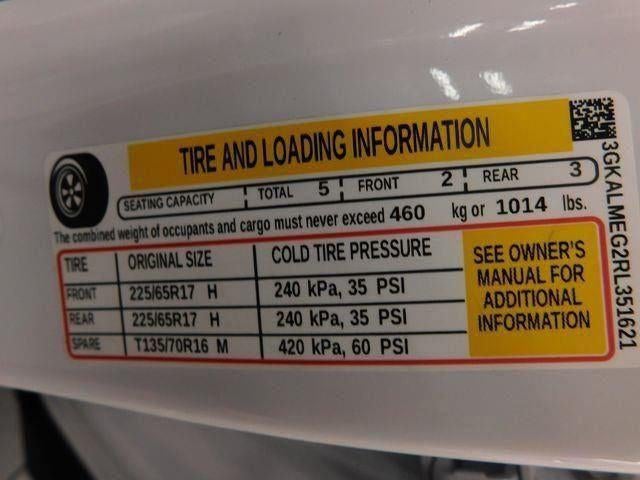 TIRE AND LOADING INFORMATION
SEATING CAPACITY TOTAL 5 FRONT 2 REAR 3
The combined weight of occupants and cargo must never exceed 460 kg or 1014 lbs.
TIRE ORIGINAL SIZE COLD TIRE PRESSURE
FRONT 225/65R17 H 240 kPa, 35 PSI
REAR 225/65R17 H 240 kPa, 35 PSI
SPARE T135/70R16 M 420 kPa, 60 PSI
SEE OWNER'S
MANUAL FOR
ADDITIONAL
INFORMATION
3GKALMEG2RL351621